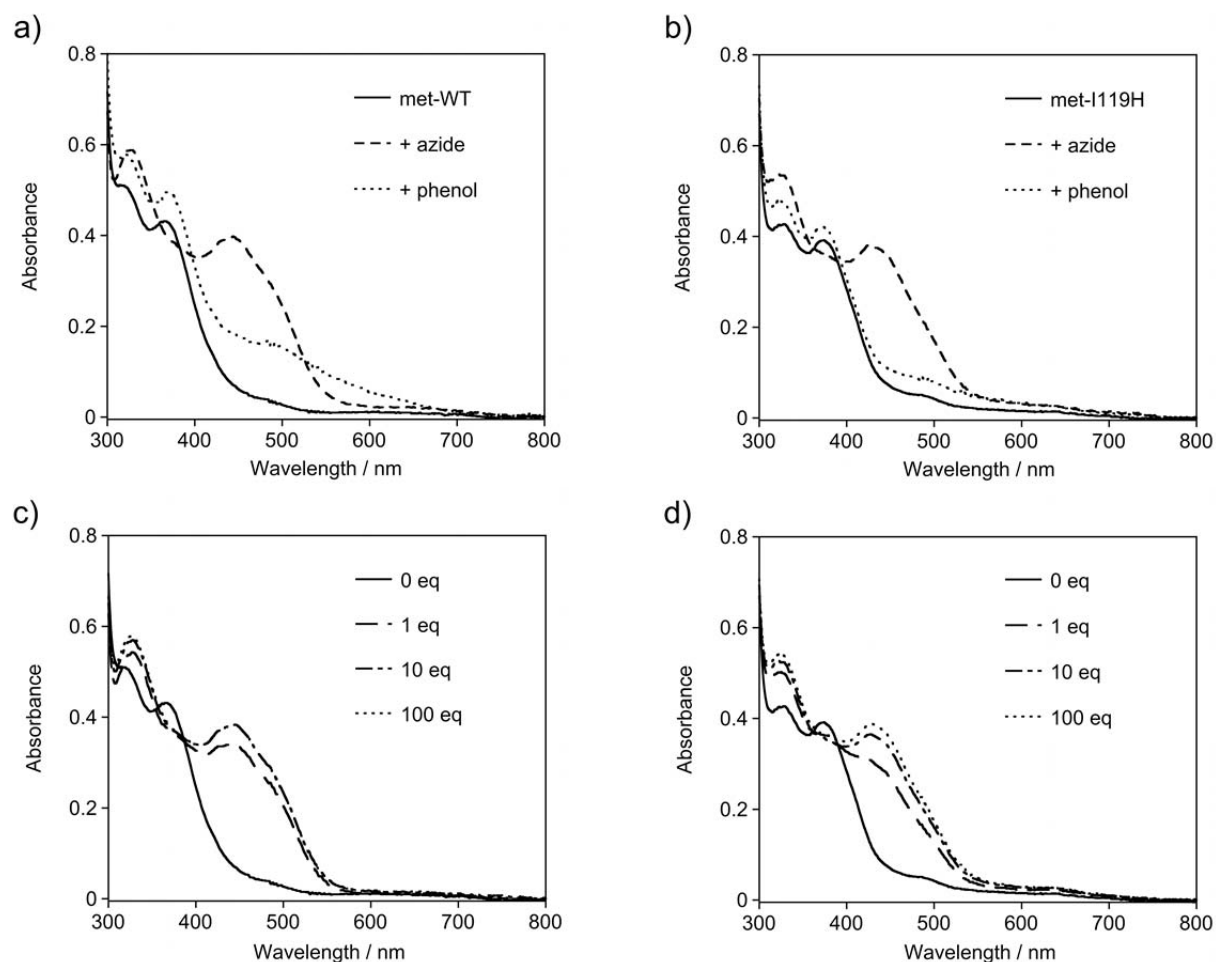 a)
0.8
0.6
0.4
0.2
0
Absorbance
met-WT
+ azide
+ phenol
300 400 500 600 700 800
Wavelength / nm
b)
0.8
0.6
0.4
0.2
0
Absorbance
met-I119H
+ azide
+ phenol
300 400 500 600 700 800
Wavelength / nm
c)
0.8
0.6
0.4
0.2
0
Absorbance
0 eq
1 eq
10 eq
100 eq
300 400 500 600 700 800
Wavelength / nm
d)
0.8
0.6
0.4
0.2
0
Absorbance
0 eq
1 eq
10 eq
100 eq
300 400 500 600 700 800
Wavelength / nm